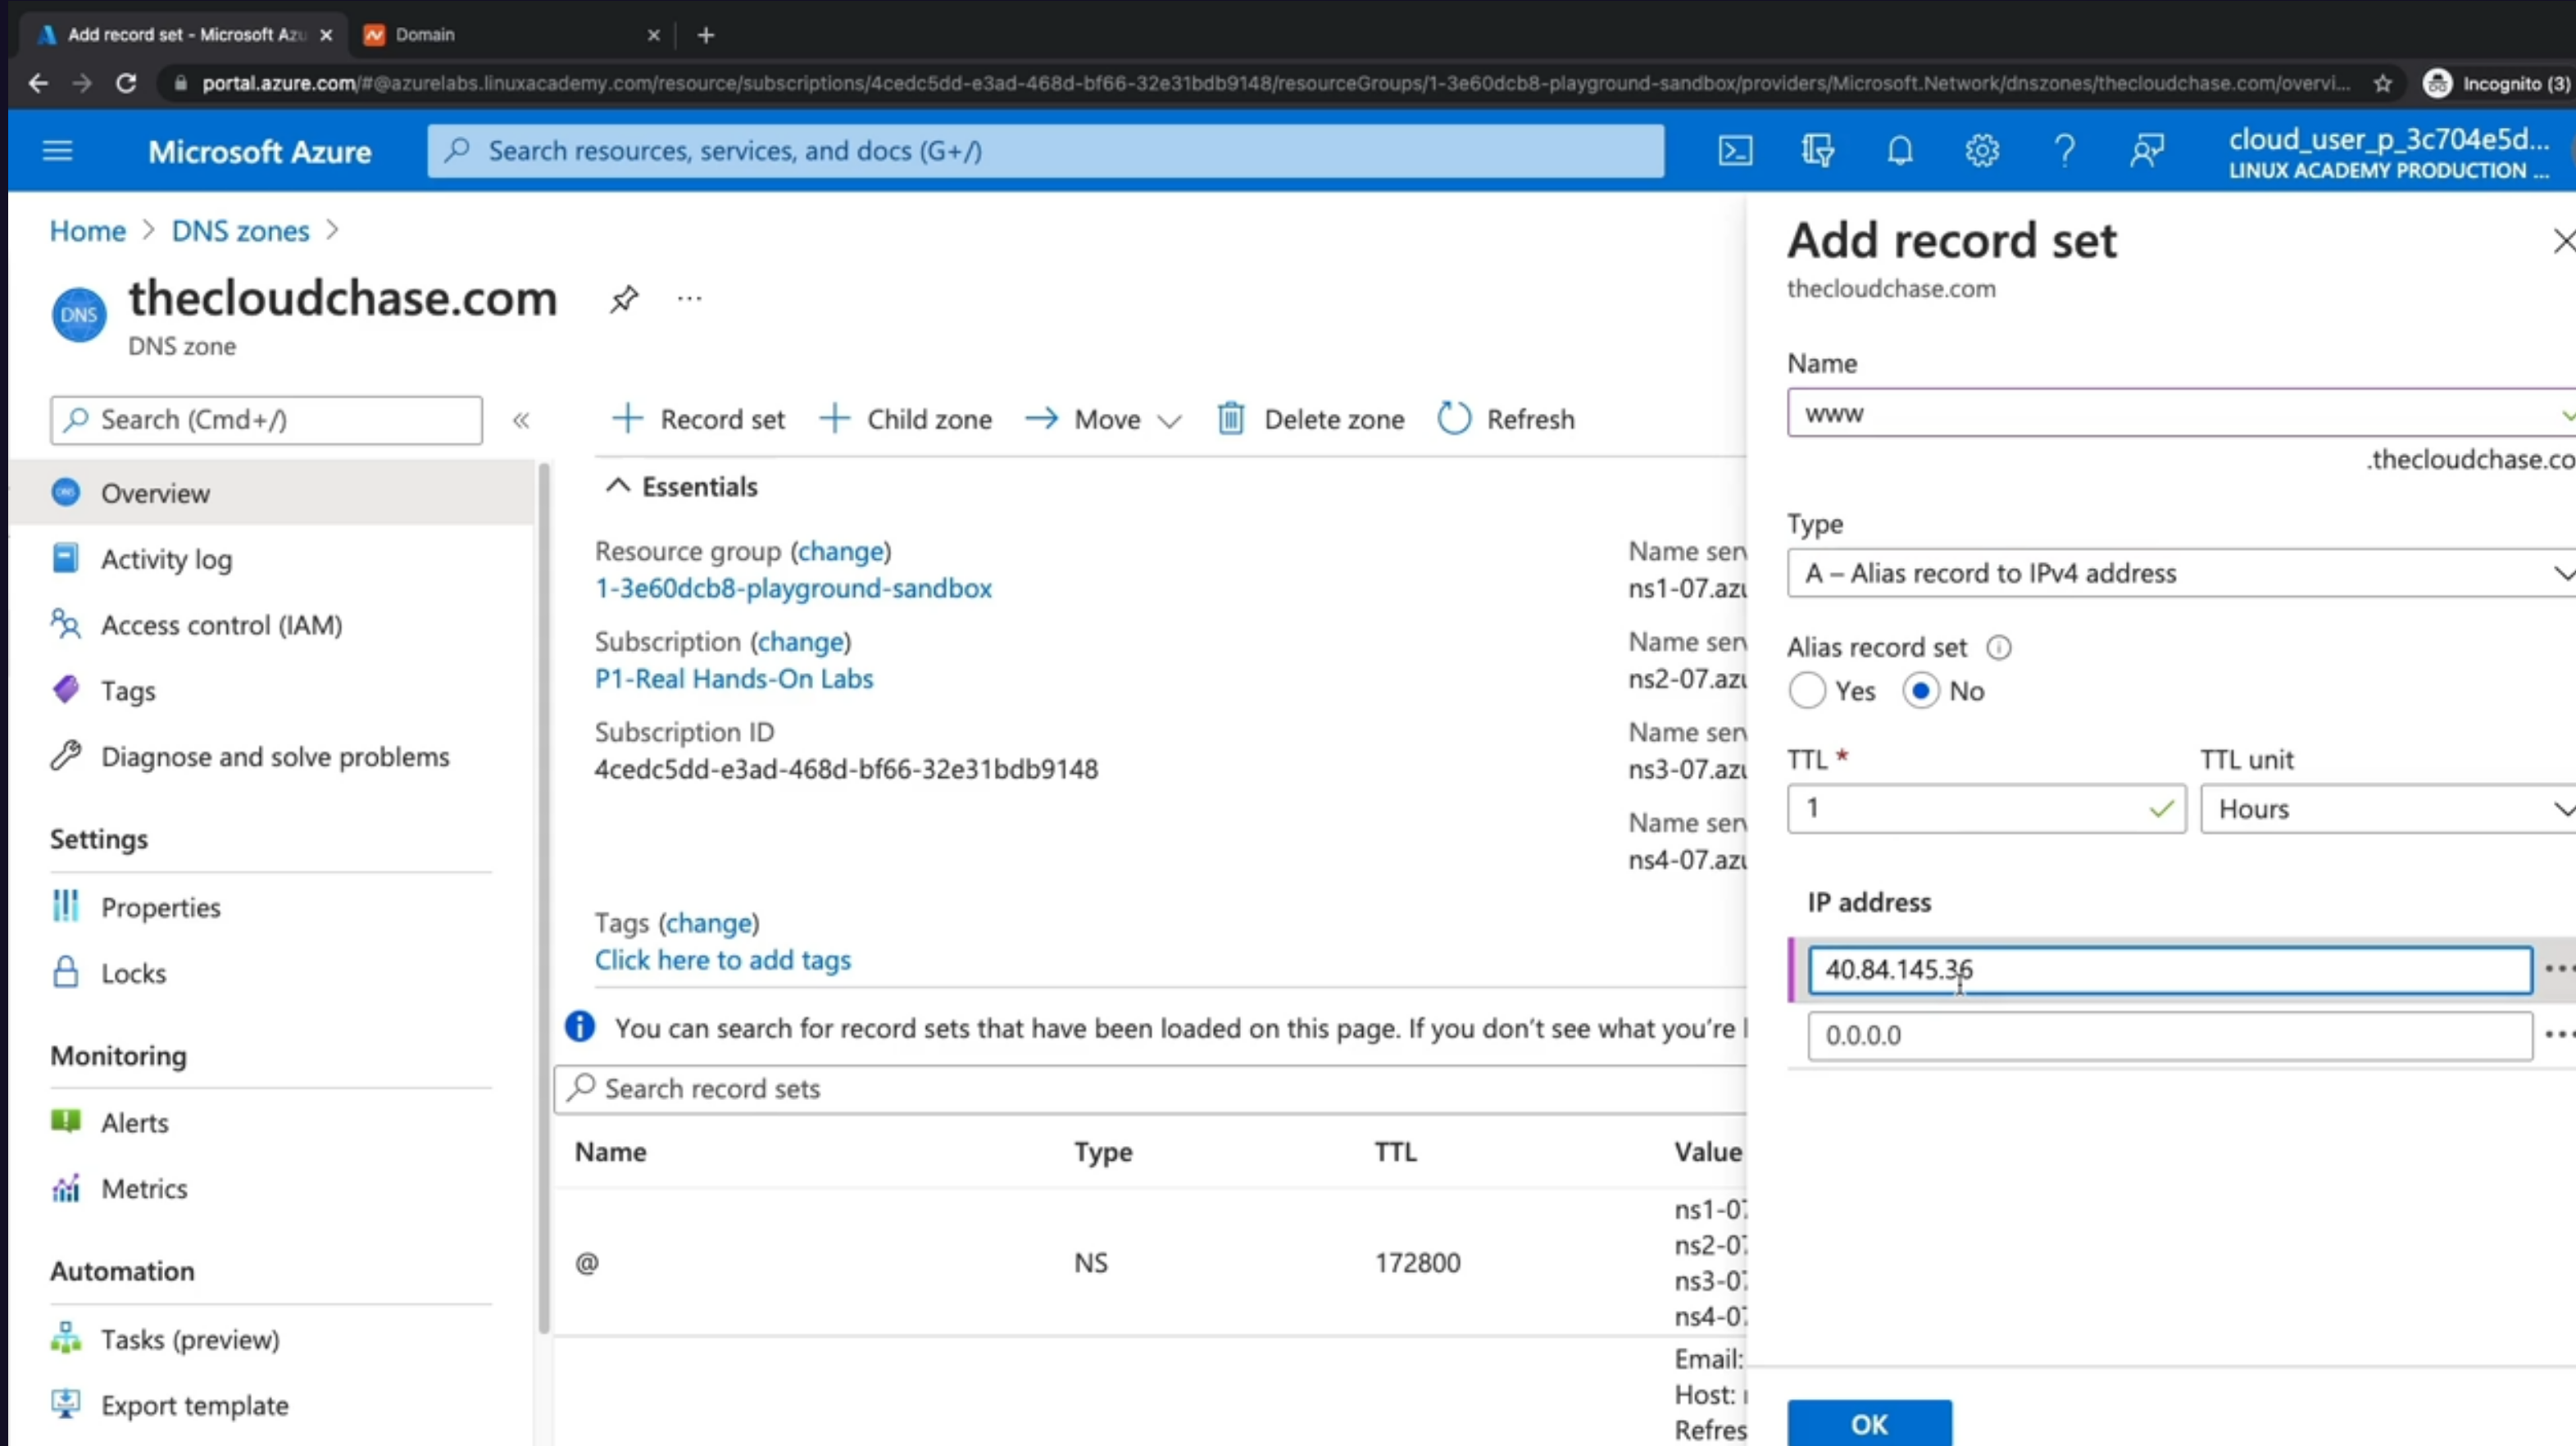 Add record set - Microsoft Azu
Domain
portal.azure.com/#@azurelabs.linuxacademy.com/resource/subscriptions/4cedc5dd-e3ad-468d-bf66-32e31bdb9148/resourceGroups/1-3e60dcb8-playground-sandbox/providers/Microsoft.Network/dnszones/thecloudchase.com/overvi...
Incognito (3)
Microsoft Azure
Search resources, services, and docs (G+/)
cloud_user_p_3c704e5d...
LINUX ACADEMY PRODUCTION ...
Home > DNS zones >
DNS
thecloudchase.com
...
DNS zone
Search (Cmd+/)
«
Overview
Activity log
Access control (IAM)
Tags
Diagnose and solve problems
Settings
Properties
Locks
Monitoring
Alerts
Metrics
Automation
Tasks (preview)
Export template
+ Record set
+ Child zone
Move
Delete zone
Refresh
Essentials
Resource group (change)
1-3e60dcb8-playground-sandbox
Subscription (change)
P1-Real Hands-On Labs
Subscription ID
4cedc5dd-e3ad-468d-bf66-32e31bdb9148
Name serv
ns1-07.azu
Name serv
ns2-07.azu
Name serv
ns3-07.azu
Name serv
ns4-07.azu
Tags (change)
Click here to add tags
You can search for record sets that have been loaded on this page. If you don't see what you're
Search record sets
Name Type TTL Value
@ NS 172800
ns1-07
ns2-07
ns3-07
ns4-07
Email:
Host:
Refres
Add record set
thecloudchase.com
Name
www
.thecloudchase.co
Type
A – Alias record to IPv4 address
Alias record set
Yes No
TTL * TTL unit
1 Hours
IP address
40.84.145.36
0.0.0.0
OK